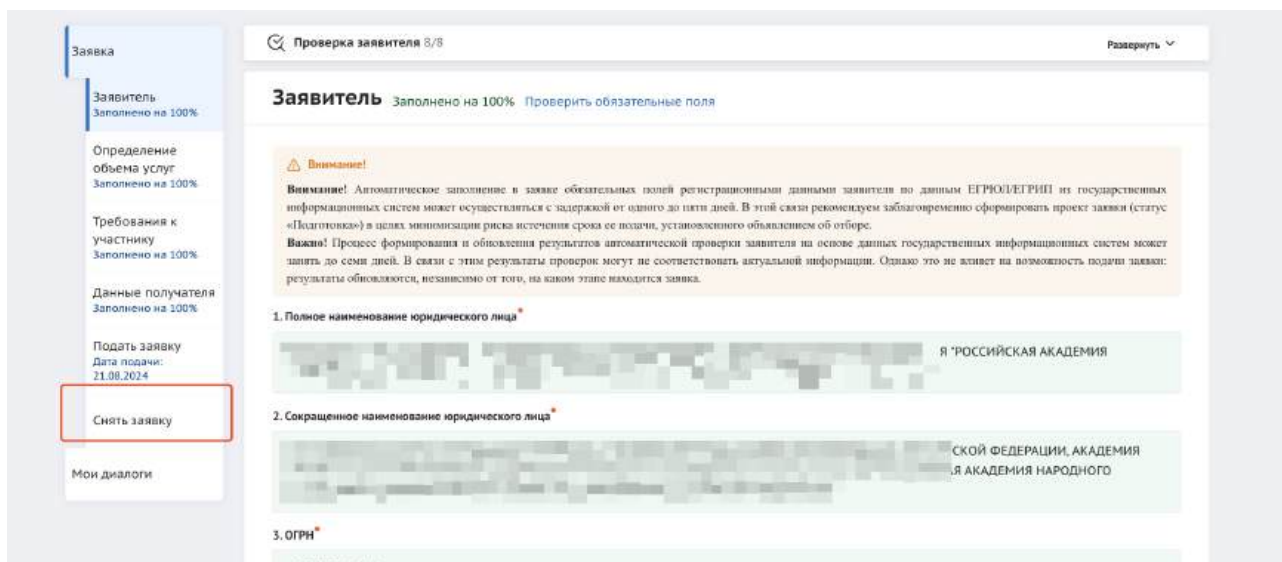 Заявка
Проверка заявителя 8/8
Развернуть
Заявитель
Заполнено на 100%
Определение
объема услуг
Заполнено на 100%
Требования к
участнику
Заполнено на 100%
Данные получателя
Заполнено на 100%
Подать заявку
Дата подачи:
21.08.2024
Снять заявку
Мои диалоги
Заявитель Заполнено на 100% Проверить обязательные поля
Внимание!
Внимание! Автоматическое заполнение в заявке обязательных полей регистрационными данными заявителя по данным ЕГРЮЛ/ЕГРИП из государственных
информационных систем может осуществляться с задержкой от одного до пяти дней. В этой связи рекомендуем заблаговременно сформировать проект заявки (статус
«Подготовка») в целях минимизации риска истечения срока ее подачи, установленного объявлением об отборе.
Важно! Процесс формирования и обновления результатов автоматической проверки заявителя на основе данных государственных информационных систем может
занять до семи дней. В связи с этим результаты проверок могут не соответствовать актуальной информации. Однако это не влияет на возможность подачи заявки:
результаты обновляются, независимо от того, на каком этапе находится заявка.
1. Полное наименование юридического лица*
Я "РОССИЙСКАЯ АКАДЕМИЯ
2. Сокращенное наименование юридического лица*
СКОЙ ФЕДЕРАЦИИ, АКАДЕМИЯ
Я АКАДЕМИЯ НАРОДНОГО
3. ОГРН*